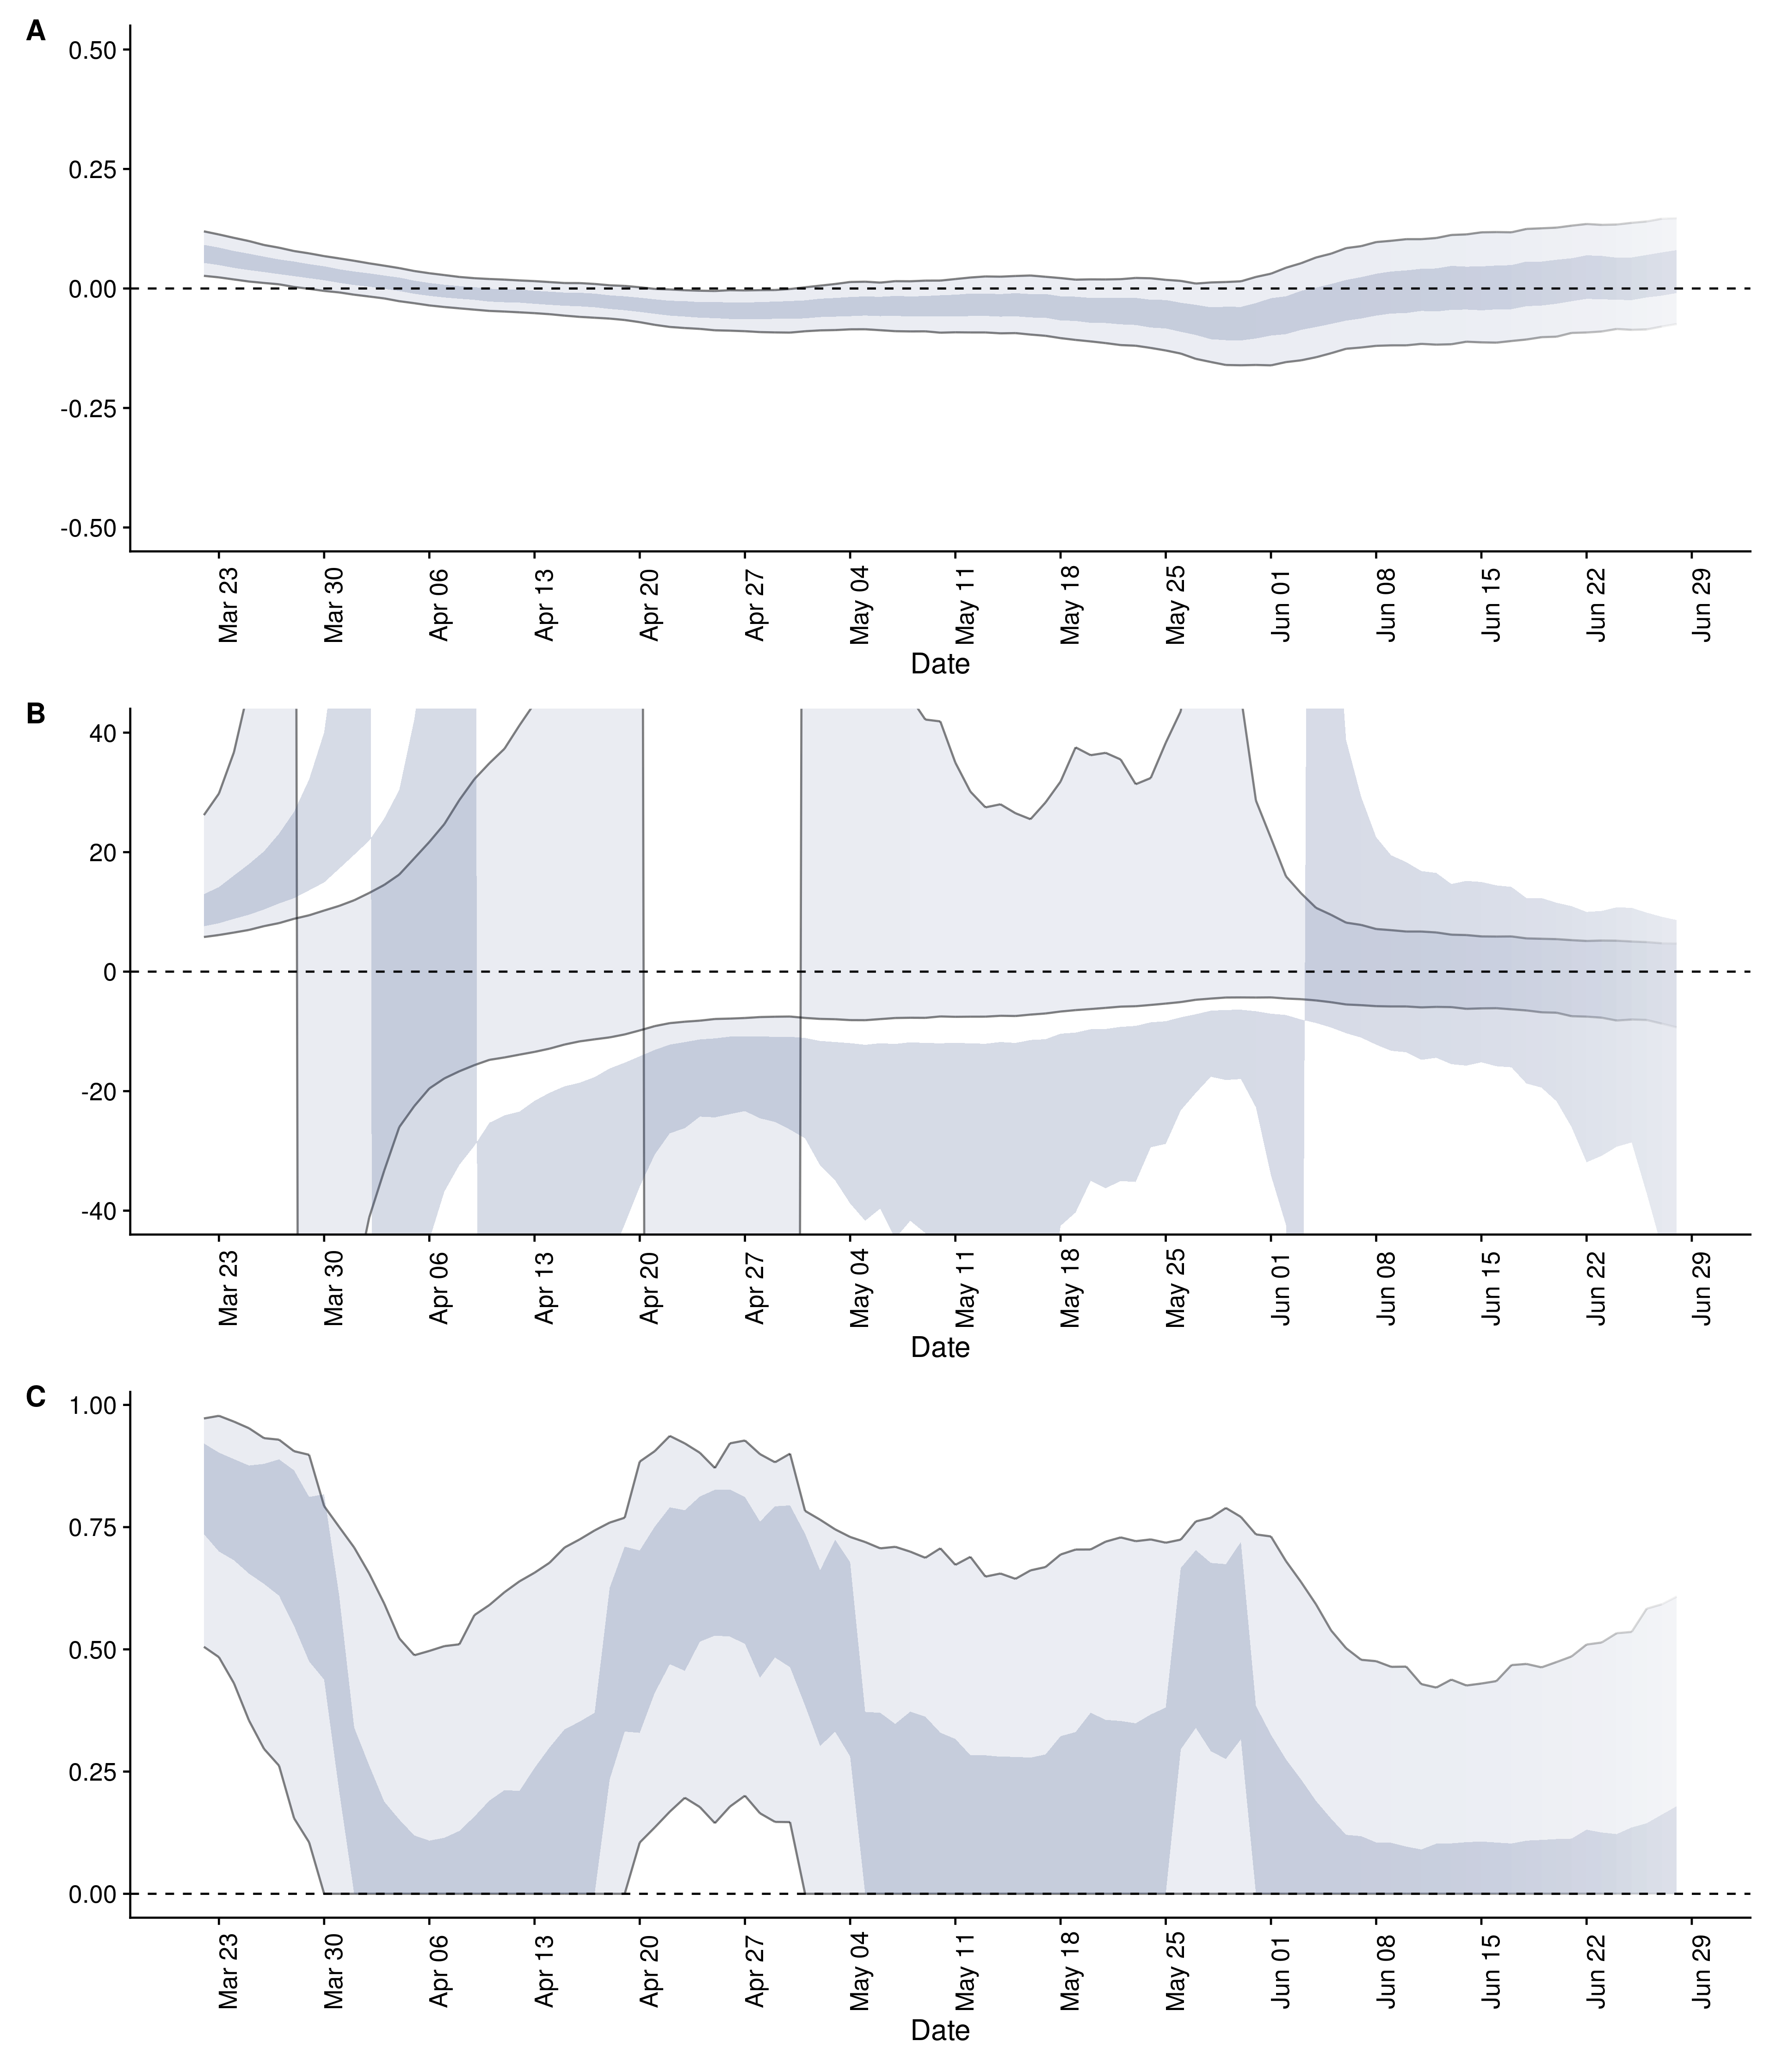 A
0.50
0.25
0.00
-0.25
-0.50
Mar 23
Mar 30
Apr 06
Apr 13
Apr 20
Apr 27
May 04
May 11
May 18
May 25
Jun 01
Jun 08
Jun 15
Jun 22
Jun 29
Date
B
40
20
0
-20
-40
Mar 23
Mar 30
Apr 06
Apr 13
Apr 20
Apr 27
May 04
May 11
May 18
May 25
Jun 01
Jun 08
Jun 15
Jun 22
Jun 29
Date
C
1.00
0.75
0.50
0.25
0.00
Mar 23
Mar 30
Apr 06
Apr 13
Apr 20
Apr 27
May 04
May 11
May 18
May 25
Jun 01
Jun 08
Jun 15
Jun 22
Jun 29
Date